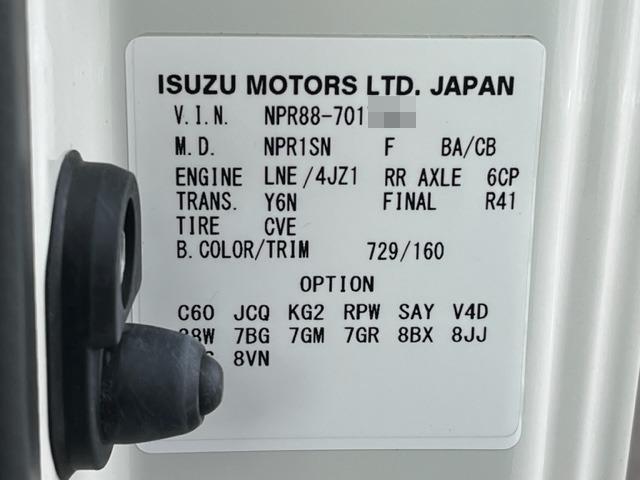 ISUZU MOTORS LTD. JAPAN
V.I.N. NPR88-701
M.D. NPR1SN F BA/CB
ENGINE LNE/4JZ1 RR AXLE 6CP
TRANS. Y6N FINAL R41
TIRE CVE
B.COLOR/TRIM 729/160
OPTION
C60 JCQ KG2 RPW SAY V4D
7BG 7GM 7GR 8BX 8JJ
8VN